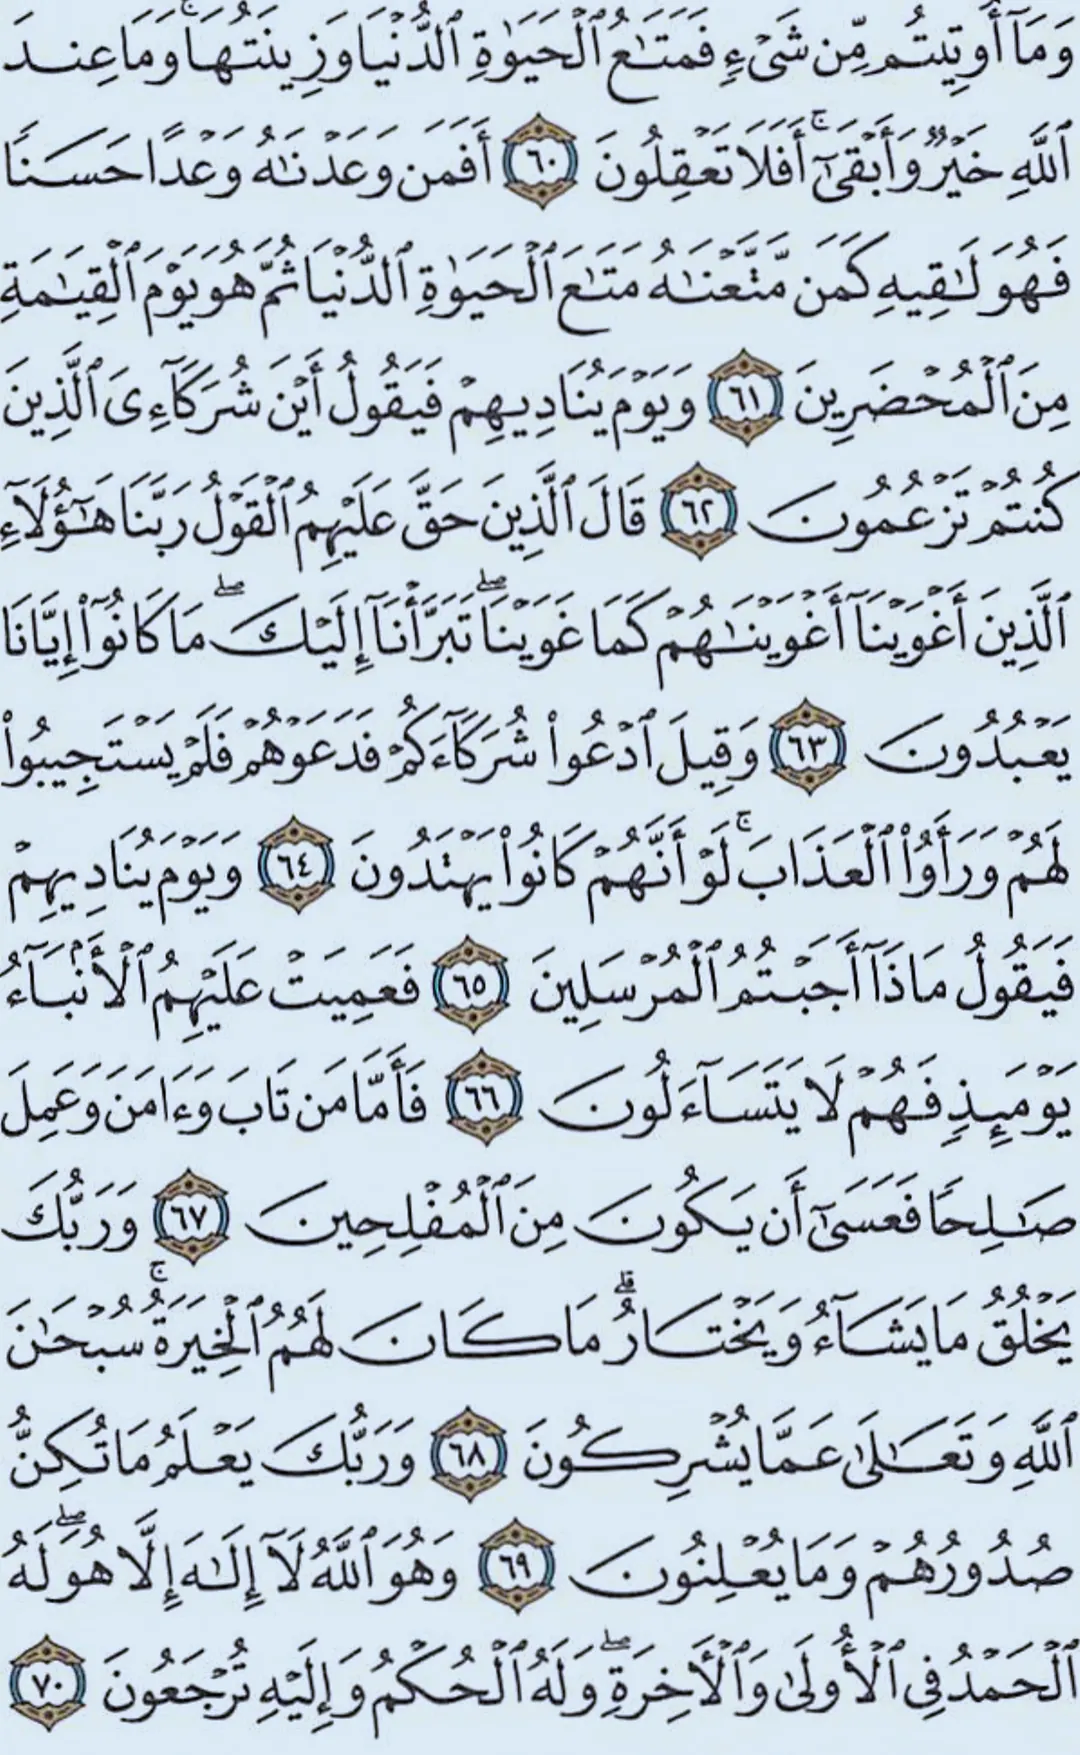 وَمَآ أُوتِيتُم مِّن شَىْءٍ فَمَتَـٰعُ ٱلْحَيَوٰةِ ٱلدُّنْيَا وَزِينَتُهَا ۚ وَمَا عِندَ
ٱللَّهِ خَيْرٌ وَأَبْقَىٰٓ ۚ أَفَلَا تَعْقِلُونَ ٦٠ أَفَمَن وَعَدْنَـٰهُ وَعْدًا حَسَنًا
فَهُوَ لَـٰقِيهِ كَمَن مَّتَّعْنَـٰهُ مَتَـٰعَ ٱلْحَيَوٰةِ ٱلدُّنْيَا ثُمَّ هُوَ يَوْمَ ٱلْقِيَـٰمَةِ
مِنَ ٱلْمُحْضَرِينَ ٦١ وَيَوْمَ يُنَادِيهِمْ فَيَقُولُ أَيْنَ شُرَكَآءِىَ ٱلَّذِينَ
كُنتُمْ تَزْعُمُونَ ٦٢ قَالَ ٱلَّذِينَ حَقَّ عَلَيْهِمُ ٱلْقَوْلُ رَبَّنَا هَـٰٓؤُلَآءِ
ٱلَّذِينَ أَغْوَيْنَآ أَغْوَيْنَـٰهُمْ كَمَا غَوَيْنَا ۖ تَبَرَّأْنَآ إِلَيْكَ ۖ مَا كَانُوٓا۟ إِيَّانَا
يَعْبُدُونَ ٦٣ وَقِيلَ ٱدْعُوا۟ شُرَكَآءَكُمْ فَدَعَوْهُمْ فَلَمْ يَسْتَجِيبُوا۟
لَهُمْ وَرَأَوُا۟ ٱلْعَذَابَ ۚ لَوْ أَنَّهُمْ كَانُوا۟ يَهْتَدُونَ ٦٤ وَيَوْمَ يُنَادِيهِمْ
فَيَقُولُ مَاذَآ أَجَبْتُمُ ٱلْمُرْسَلِينَ ٦٥ فَعَمِيَتْ عَلَيْهِمُ ٱلْأَنۢبَآءُ
يَوْمَئِذٍ فَهُمْ لَا يَتَسَآءَلُونَ ٦٦ فَأَمَّا مَن تَابَ وَءَامَنَ وَعَمِلَ
صَـٰلِحًا فَعَسَىٰٓ أَن يَكُونَ مِنَ ٱلْمُفْلِحِينَ ٦٧ وَرَبُّكَ
يَخْلُقُ مَا يَشَآءُ وَيَخْتَارُ ۗ مَا كَانَ لَهُمُ ٱلْخِيَرَةُ ۚ سُبْحَـٰنَ
ٱللَّهِ وَتَعَـٰلَىٰ عَمَّا يُشْرِكُونَ ٦٨ وَرَبُّكَ يَعْلَمُ مَا تُكِنُّ
صُدُورُهُمْ وَمَا يُعْلِنُونَ ٦٩ وَهُوَ ٱللَّهُ لَآ إِلَـٰهَ إِلَّا هُوَ ۖ لَهُ
ٱلْحَمْدُ فِى ٱلْأُولَىٰ وَٱلْـَٔاخِرَةِ ۖ وَلَهُ ٱلْحُكْمُ وَإِلَيْهِ تُرْجَعُونَ ٧٠